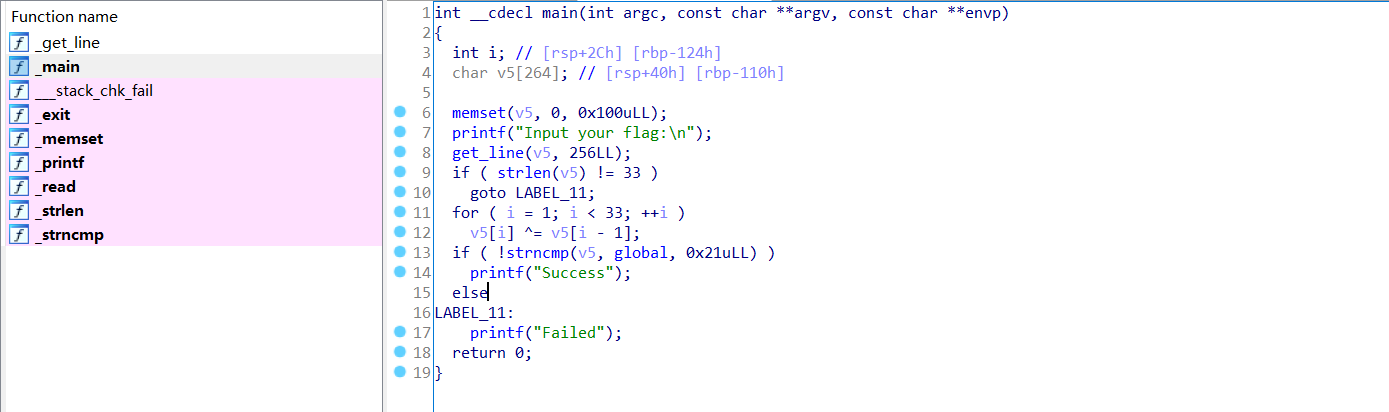 Function name
f _get_line
f _main
f ___stack_chk_fail
f _exit
f _memset
f _printf
f _read
f _strlen
f _strncmp
1 int __cdecl main(int argc, const char **argv, const char **envp)
2 {
3   int i; // [rsp+2Ch] [rbp-124h]
4   char v5[264]; // [rsp+40h] [rbp-110h]
5
6   memset(v5, 0, 0x100uLL);
7   printf("Input your flag:\n");
8   get_line(v5, 256LL);
9   if ( strlen(v5) != 33 )
10     goto LABEL_11;
11   for ( i = 1; i < 33; ++i )
12     v5[i] ^= v5[i - 1];
13   if ( !strncmp(v5, global, 0x21uLL) )
14     printf("Success");
15   else
16 LABEL_11:
17     printf("Failed");
18   return 0;
19 }